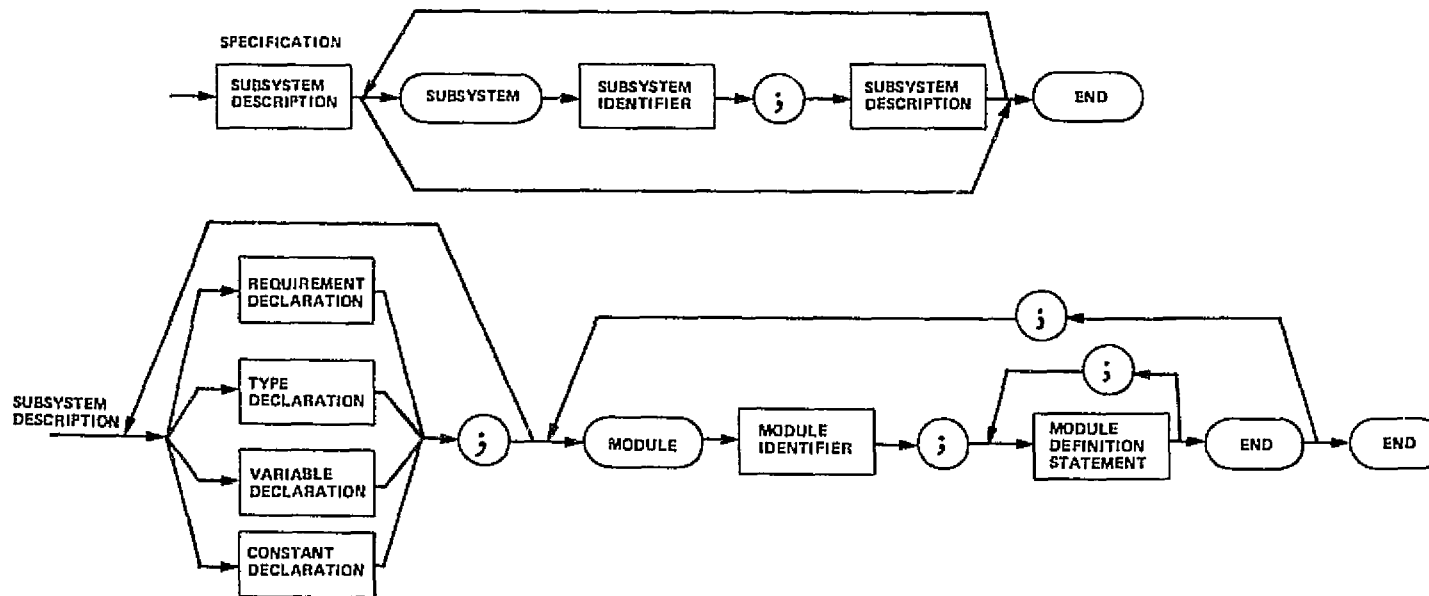 SPECIFICATION
SUBSYSTEM
DESCRIPTION
SUBSYSTEM
SUBSYSTEM
IDENTIFIER
;
SUBSYSTEM
DESCRIPTION
END
SUBSYSTEM
DESCRIPTION
REQUIREMENT
DECLARATION
TYPE
DECLARATION
VARIABLE
DECLARATION
CONSTANT
DECLARATION
;
MODULE
MODULE
IDENTIFIER
;
;
;
MODULE
DEFINITION
STATEMENT
END
END